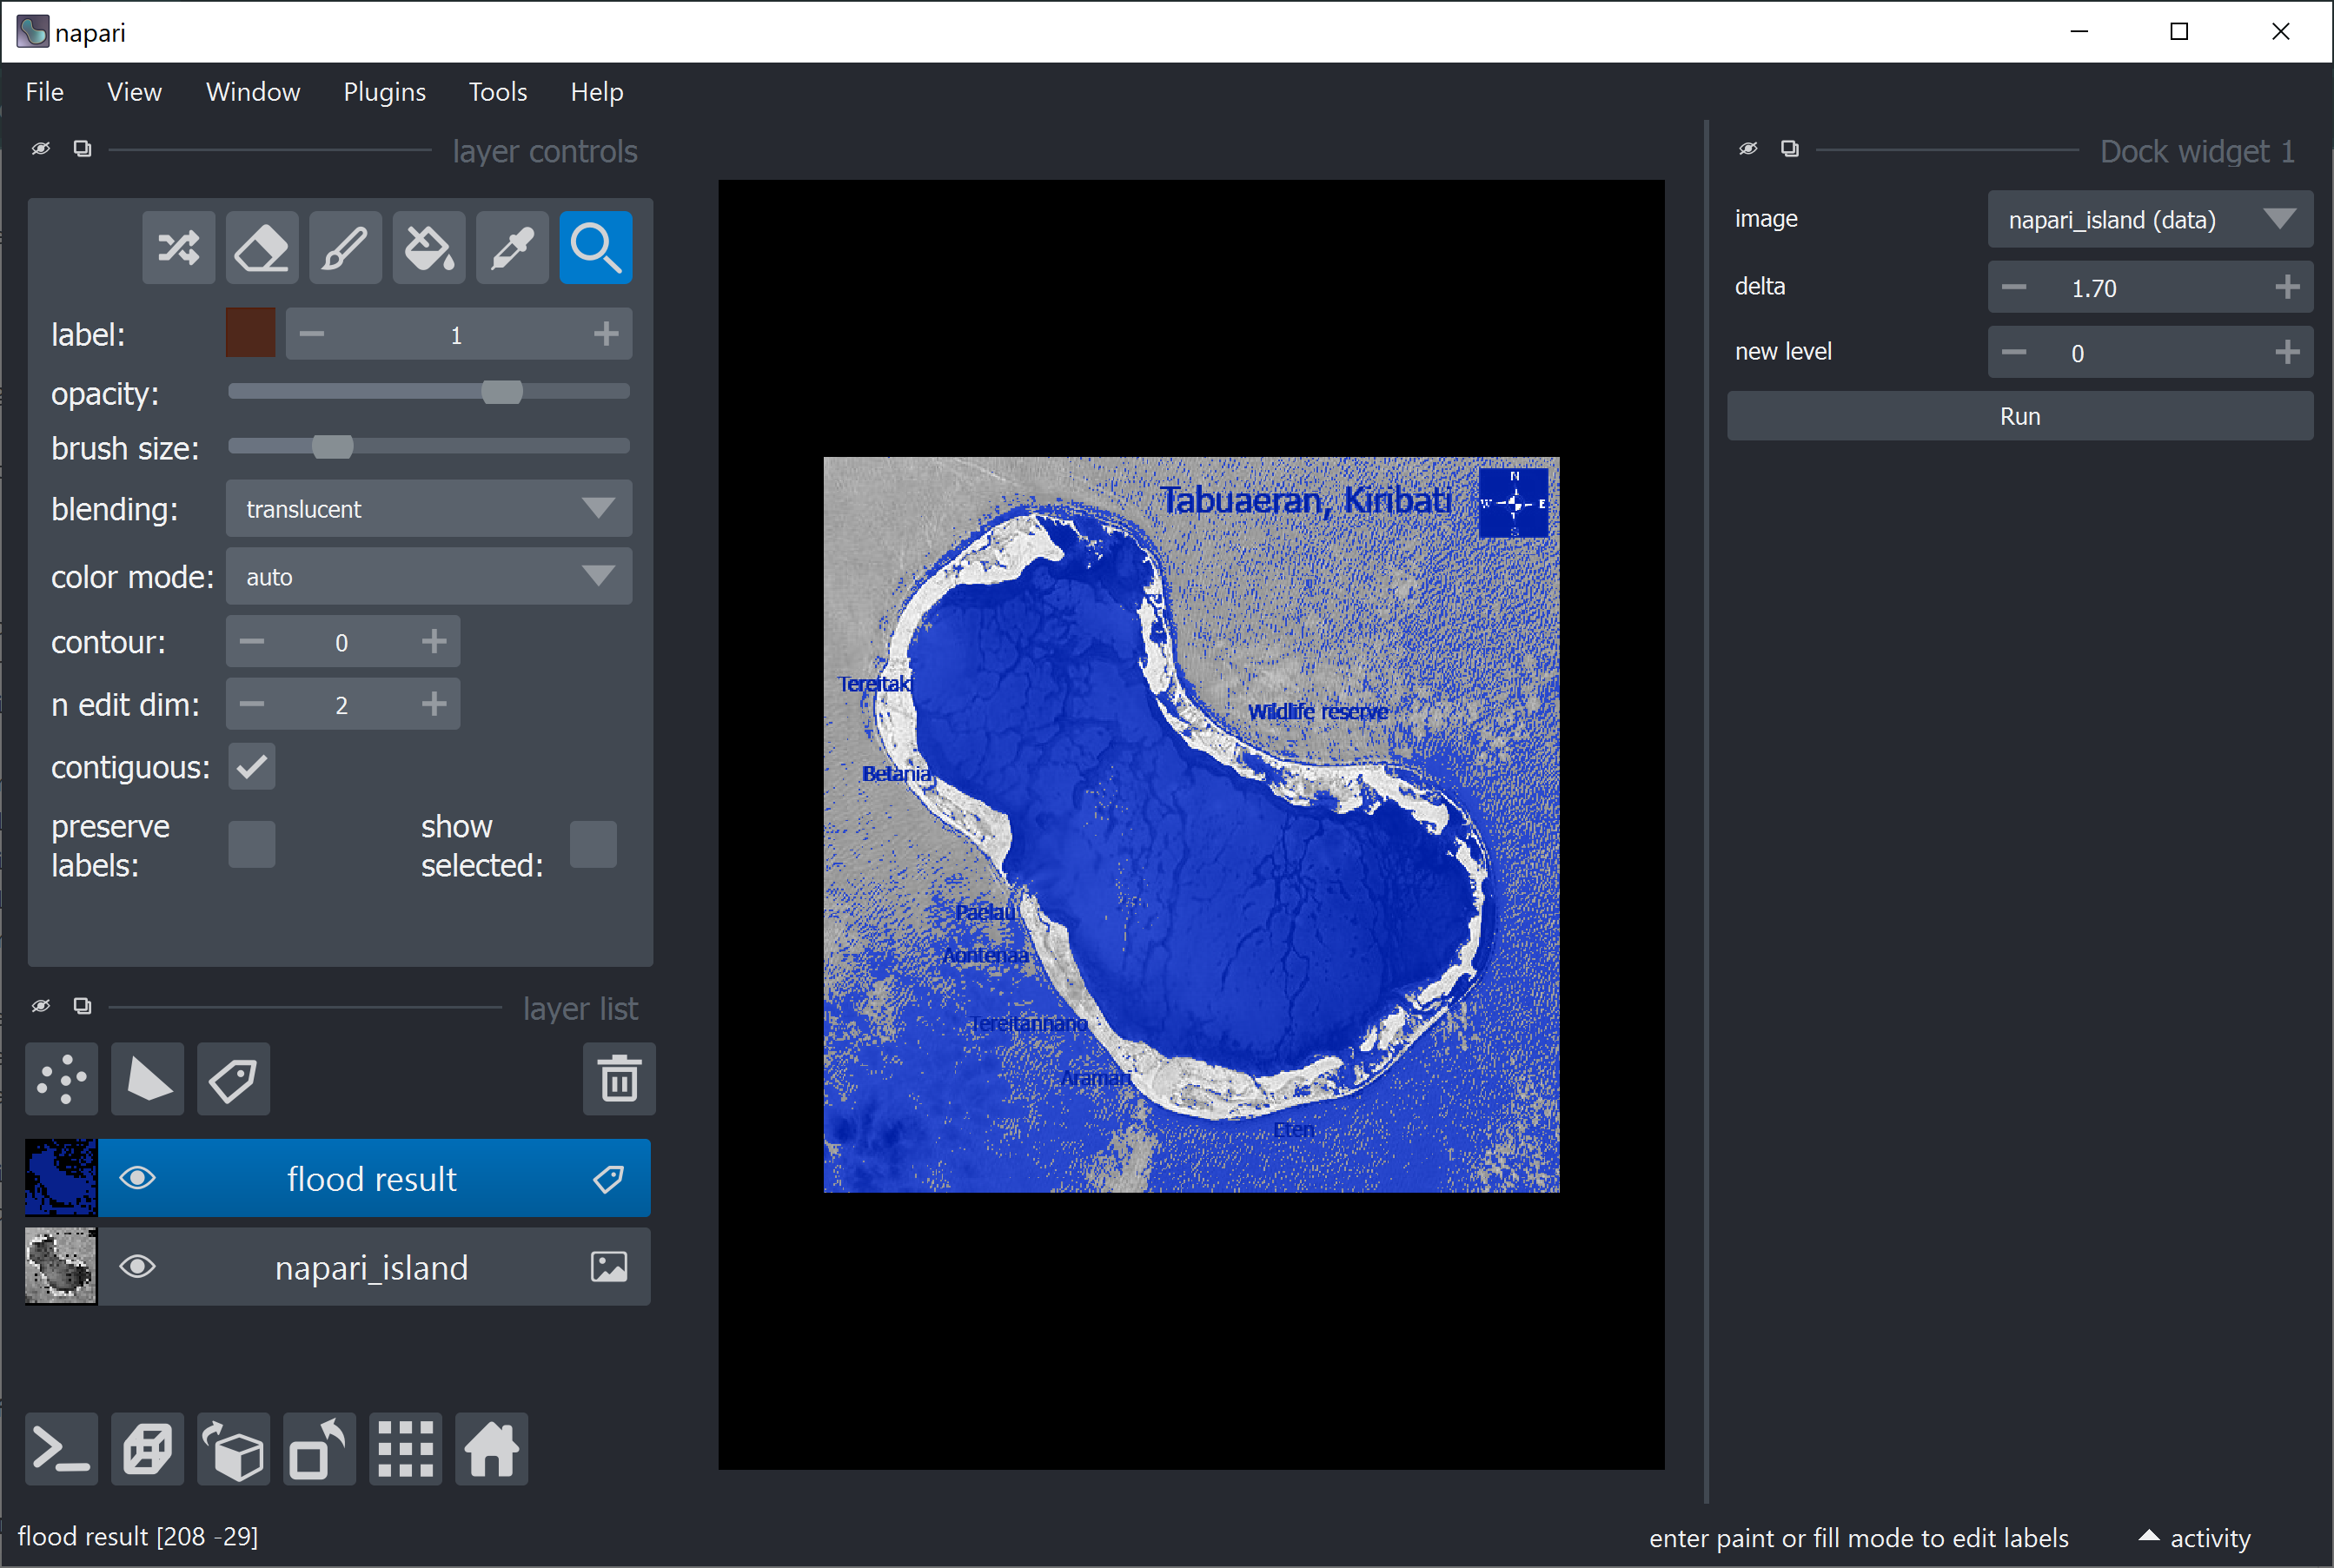 napari
File View Window Plugins Tools Help
layer controls
label: 1
opacity:
brush size:
blending: translucent
color mode: auto
contour: 0
n edit dim: 2
contiguous:
preserve labels:
show selected:
layer list
flood result
napari_island
Tabuaeran, Kiribati
N
W E
S
Tereitaki
Wildlife reserve
Betania
Paelau
Aontenaa
Tereitannano
Aramari
Eten
Dock widget 1
image napari_island (data)
delta 1.70
new level 0
Run
flood result [208 -29]
enter paint or fill mode to edit labels
activity